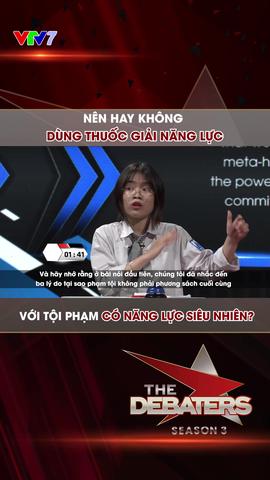 VTV7
NÊN HAY KHÔNG
DÙNG THUỐC GIẢI NĂNG LỰC
meta-h
the powe
commi
01:41
Và hãy nhớ rằng ở bài nói đầu tiên, chúng tôi đã nhắc đến
ba lý do tại sao phạm tội không phải phương sách cuối cùng
VỚI TỘI PHẠM CÓ NĂNG LỰC SIÊU NHIÊN?
THE
DEBATERS
SEASON 3